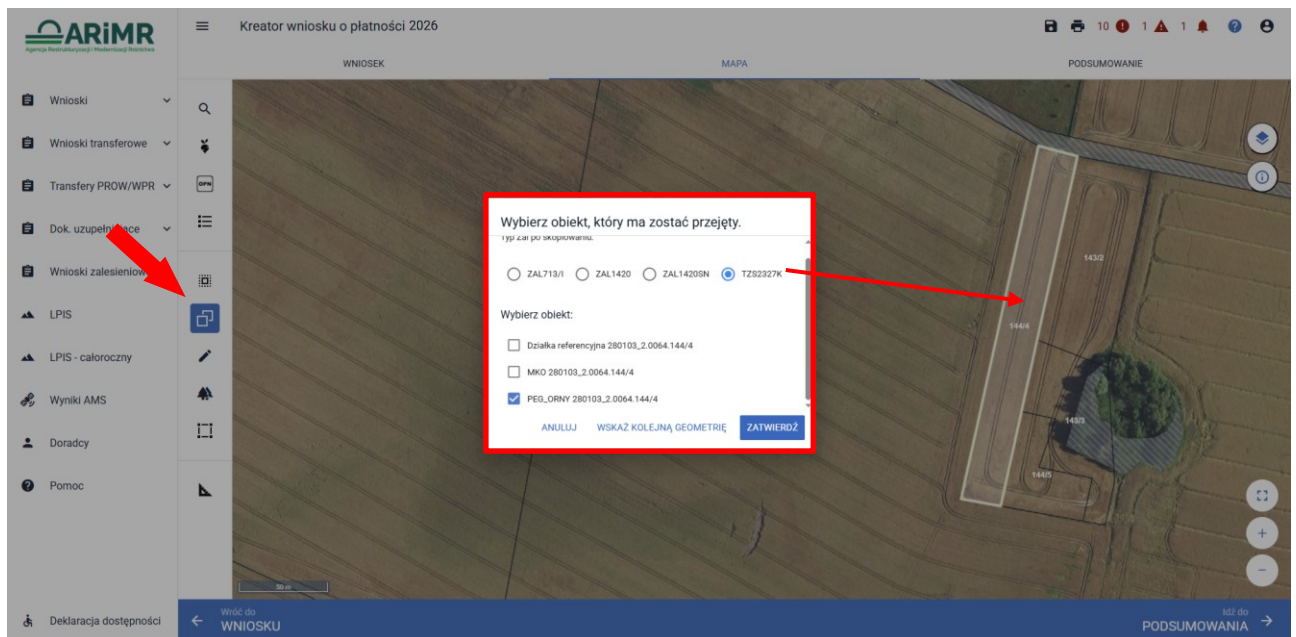 ARiMR
Agencja Restrukturyzacji i Modernizacji Rolnictwa
Kreator wniosku o płatności 2026
10 1 1
WNIOSEK MAPA PODSUMOWANIE
Wnioski
Wnioski transferowe
Transfery PROW/WPR
Dok. uzupełniające
Wnioski zalesieniow
LPIS
LPIS - całoroczny
Wyniki AMS
Doradcy
Pomoc
Deklaracja dostępności
OPN
Wybierz obiekt, który ma zostać przejęty.
Typ zal po skopiowaniu:
ZAL713/I ZAL1420 ZAL1420SN TZS2327K
Wybierz obiekt:
Działka referencyjna 280103_2.0064.144/4
MKO 280103_2.0064.144/4
PEG_ORNY 280103_2.0064.144/4
ANULUJ WSKAŻ KOLEJNĄ GEOMETRIĘ ZATWIERDŹ
143/2
144/4
143/3
144/5
50 m
Wróć do
WNIOSKU
Idź do
PODSUMOWANIA